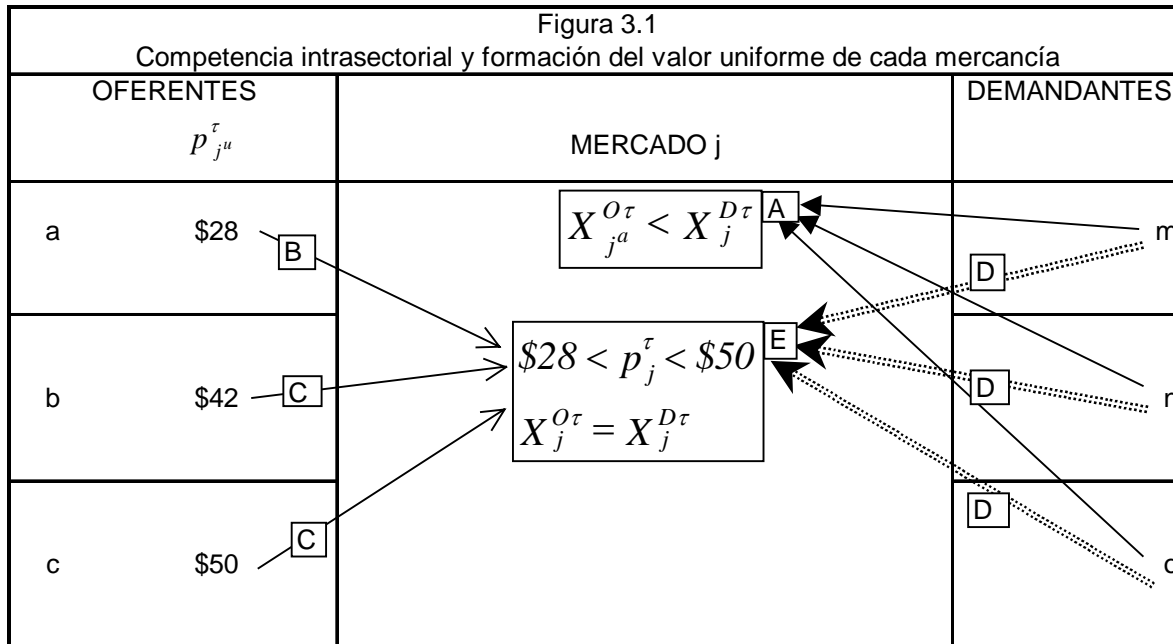 Figura 3.1
Competencia intrasectorial y formación del valor uniforme de cada mercancía
OFERENTES
p^τ_{j^u}
MERCADO j
DEMANDANTES
X^{Oτ}_{j^a} < X^{Dτ}_j
A
a $28
B
m
D
$28 < p^τ_j < $50
E
X^{Oτ}_j = X^{Dτ}_j
b $42
C
D
c $50
C
D